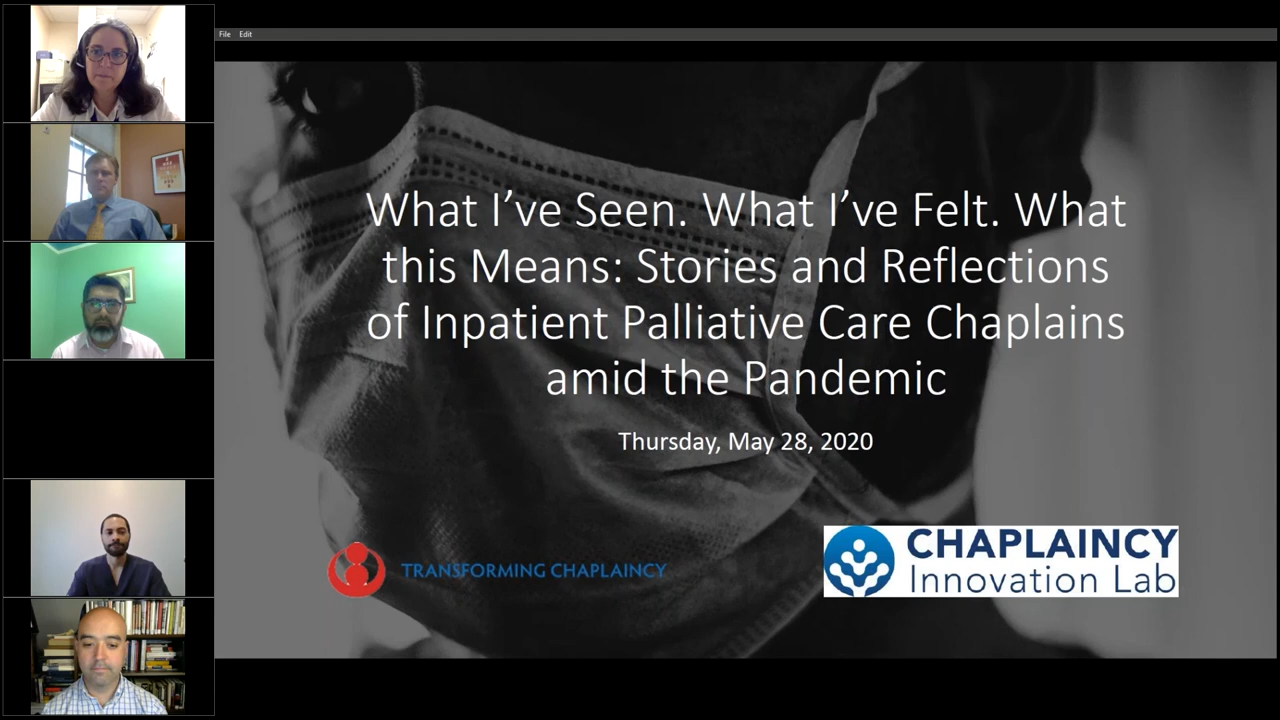 File Edit
What I’ve Seen. What I’ve Felt. What
this Means: Stories and Reflections
of Inpatient Palliative Care Chaplains
amid the Pandemic
Thursday, May 28, 2020
TRANSFORMING CHAPLAINCY
CHAPLAINCY
Innovation Lab